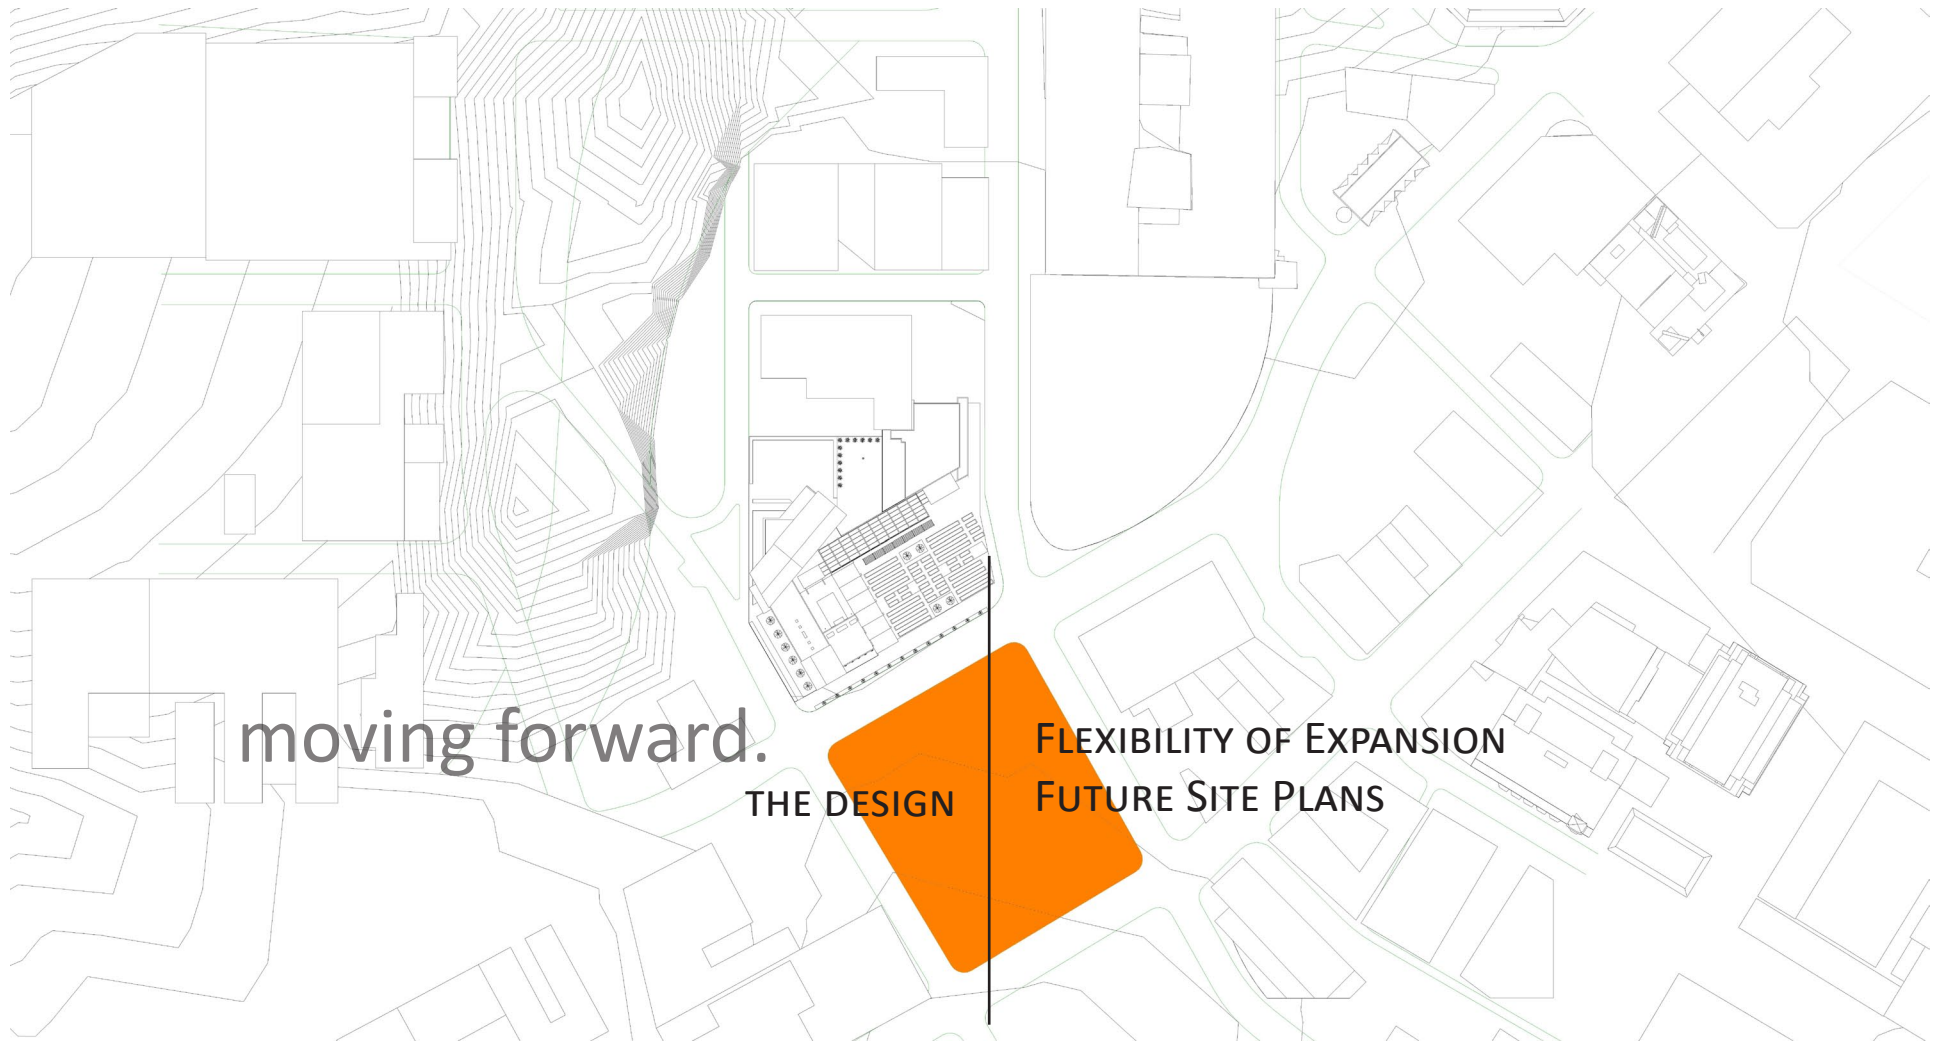 moving forward.
THE DESIGN
FLEXIBILITY OF EXPANSION
FUTURE SITE PLANS